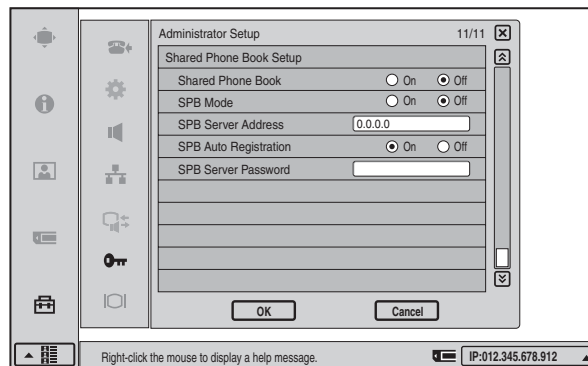 Administrator Setup 11/11
Shared Phone Book Setup
Shared Phone Book On Off
SPB Mode On Off
SPB Server Address 0.0.0.0
SPB Auto Registration On Off
SPB Server Password
OK Cancel
Right-click the mouse to display a help message. IP:012.345.678.912